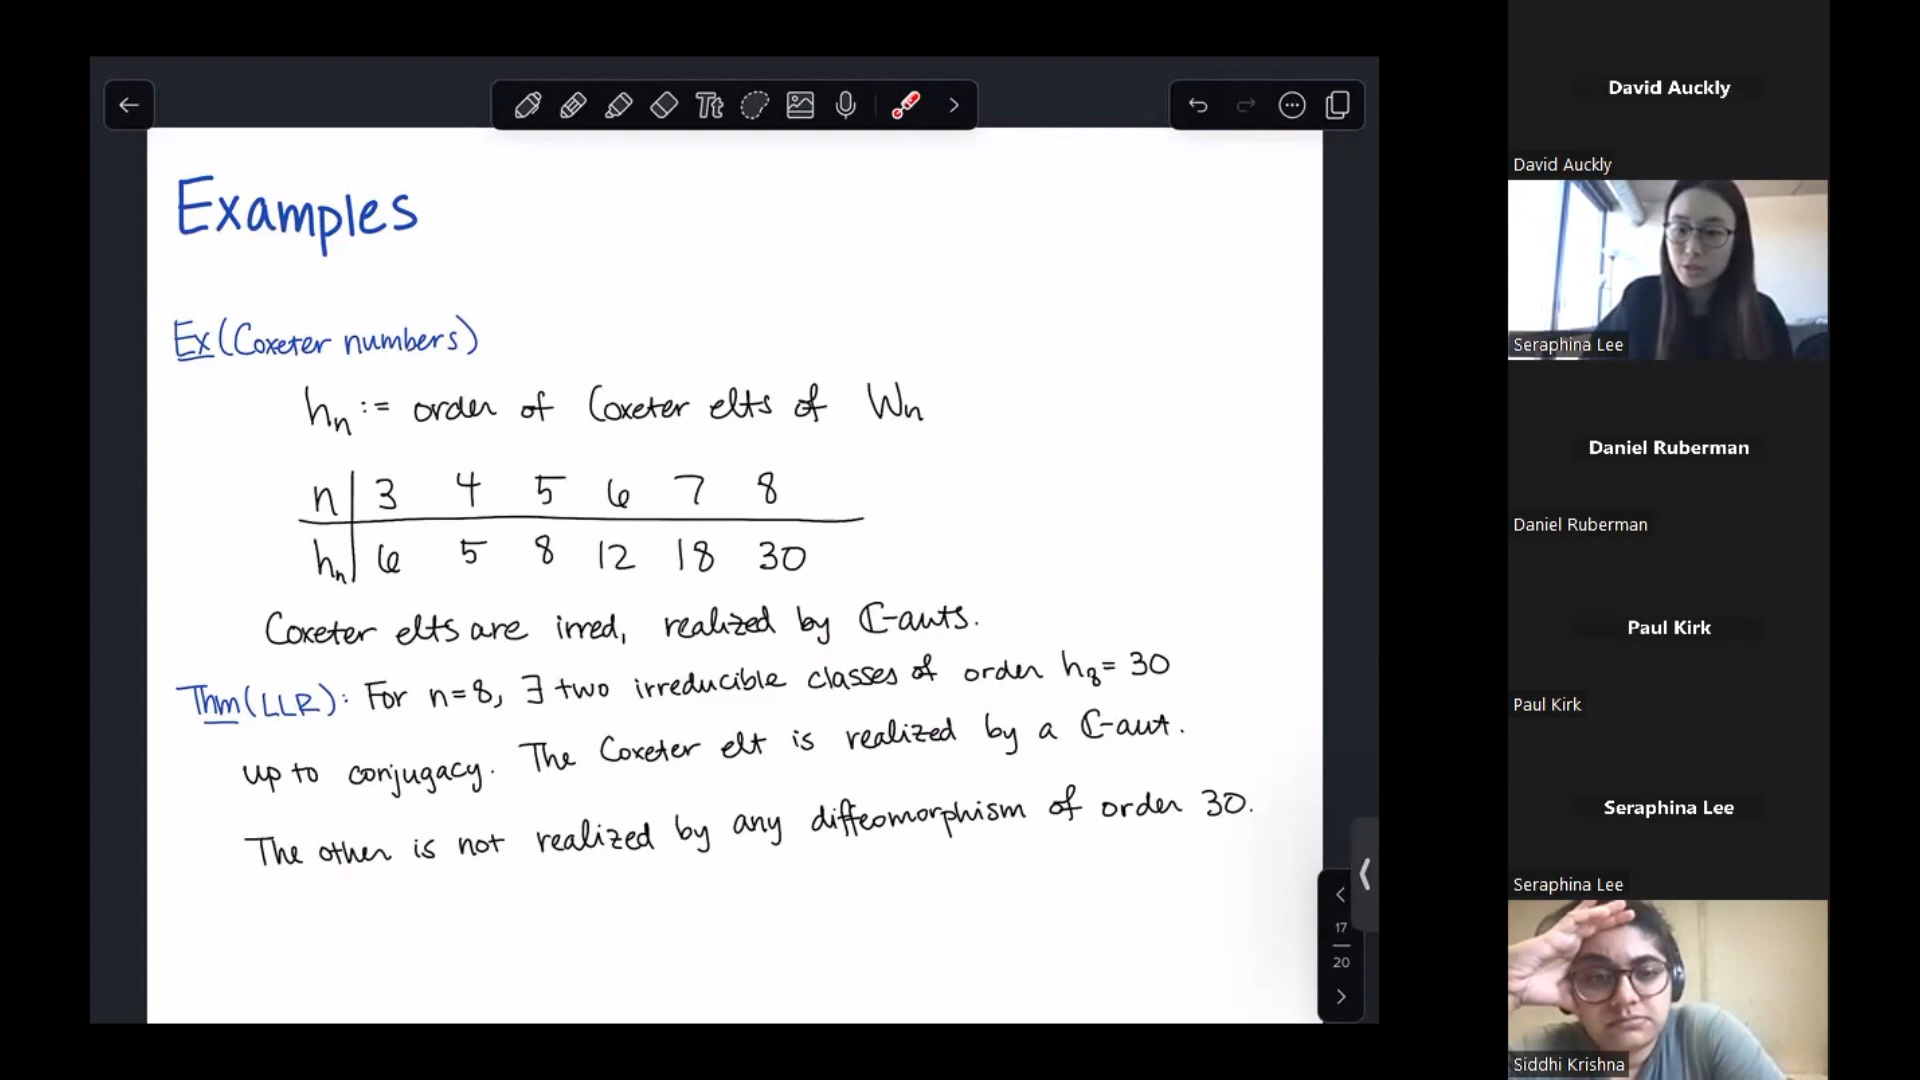 Examples
Ex (Coxeter numbers)
hₙ := order of Coxeter elts of Wₙ
n | 3 4 5 6 7 8
hₙ | 6 5 8 12 18 30
Coxeter elts are irred, realized by ℂ-auts.
Thm (LLR): For n=8, ∃ two irreducible classes of order h₈ = 30
up to conjugacy. The Coxeter elt is realized by a ℂ-aut.
The other is not realized by any diffeomorphism of order 30.
Tt
17
20
David Auckly
David Auckly
Seraphina Lee
Daniel Ruberman
Daniel Ruberman
Paul Kirk
Paul Kirk
Seraphina Lee
Seraphina Lee
Siddhi Krishna